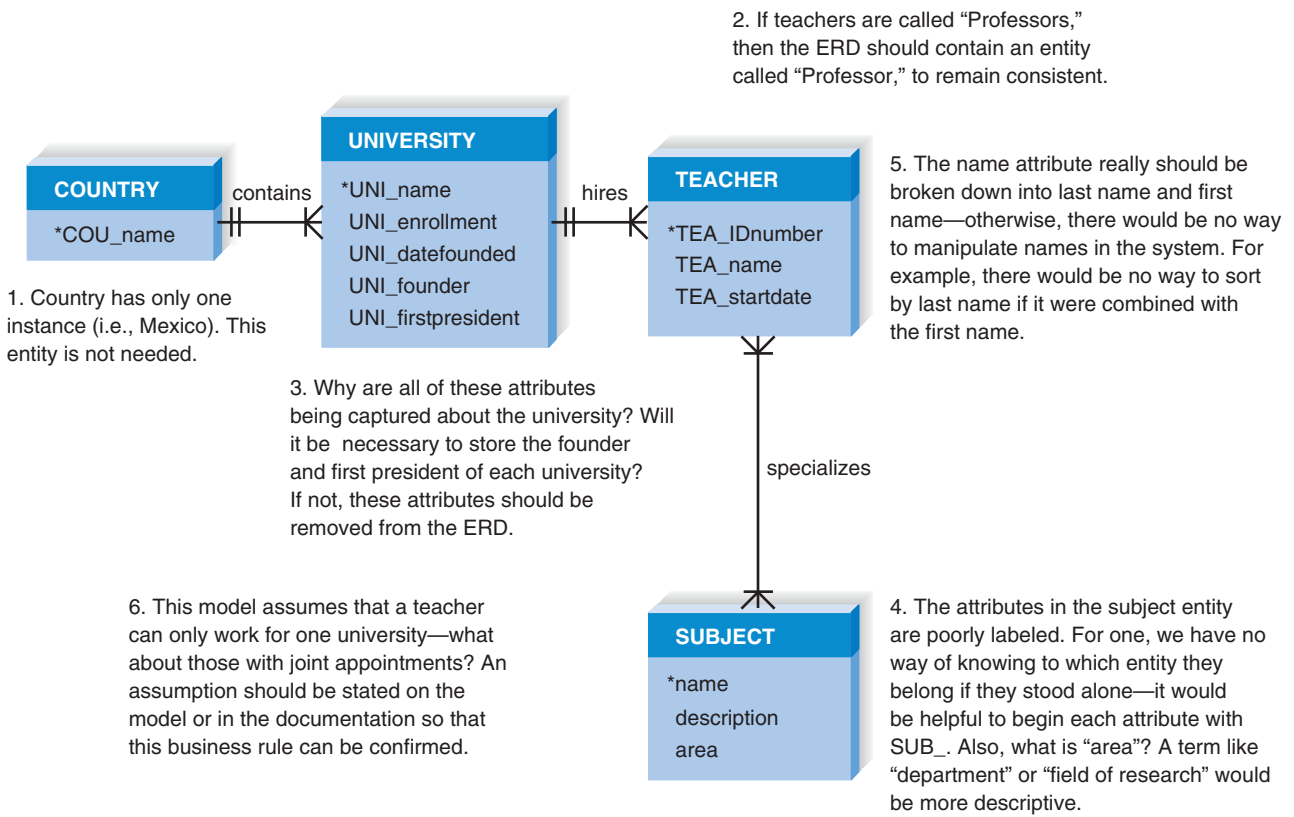 2. If teachers are called “Professors,”
then the ERD should contain an entity
called “Professor,” to remain consistent.
COUNTRY
*COU_name
contains
UNIVERSITY
*UNI_name
UNI_enrollment
UNI_datefounded
UNI_founder
UNI_firstpresident
hires
TEACHER
*TEA_IDnumber
TEA_name
TEA_startdate
5. The name attribute really should be
broken down into last name and first
name—otherwise, there would be no way
to manipulate names in the system. For
example, there would be no way to sort
by last name if it were combined with
the first name.
1. Country has only one
instance (i.e., Mexico). This
entity is not needed.
3. Why are all of these attributes
being captured about the university? Will
it be necessary to store the founder
and first president of each university?
If not, these attributes should be
removed from the ERD.
specializes
6. This model assumes that a teacher
can only work for one university—what
about those with joint appointments? An
assumption should be stated on the
model or in the documentation so that
this business rule can be confirmed.
SUBJECT
*name
description
area
4. The attributes in the subject entity
are poorly labeled. For one, we have no
way of knowing to which entity they
belong if they stood alone—it would
be helpful to begin each attribute with
SUB_. Also, what is “area”? A term like
“department” or “field of research” would
be more descriptive.